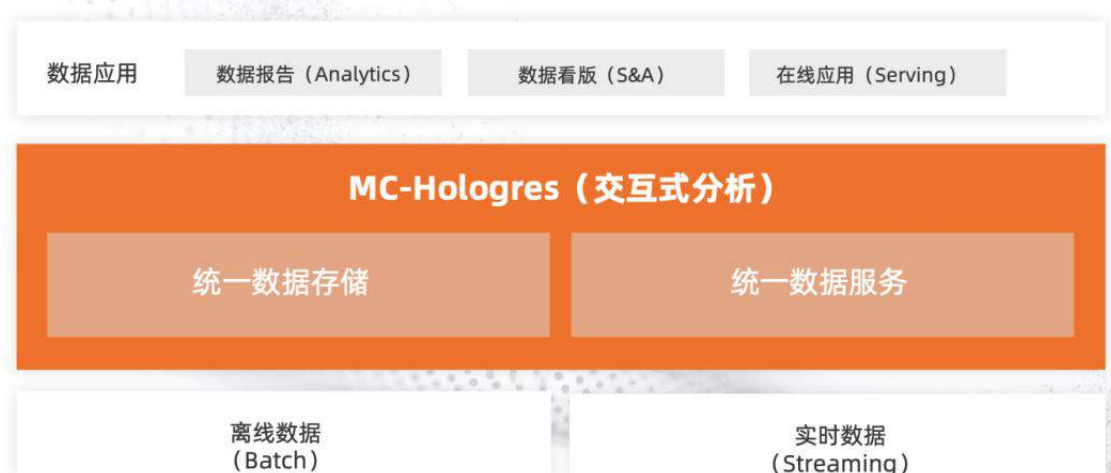 数据应用 数据报告（Analytics） 数据看版（S&A） 在线应用（Serving）
MC-Hologres（交互式分析）
统一数据存储 统一数据服务
离线数据 实时数据
（Batch） （Streaming）